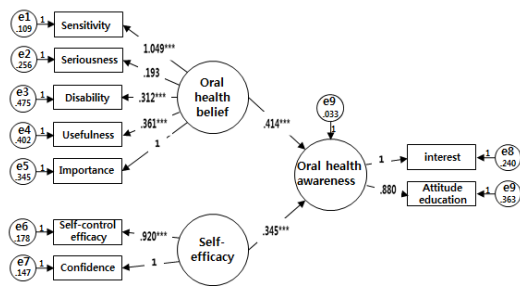 e1
.109
1
Sensitivity
e2
.256
1
Seriousness
e3
.475
1
Disability
e4
.402
1
Usefulness
e5
.345
1
Importance
1.049***
.193
.312***
.361***
1
Oral
health
belief
.414***
e9
.033
1
Oral health
awareness
1
interest
1
e8
.240
.880
Attitude
education
1
e9
.363
e6
.178
1
Self-control
efficacy
e7
.147
1
Confidence
.920***
1
Self-
efficacy
.345***